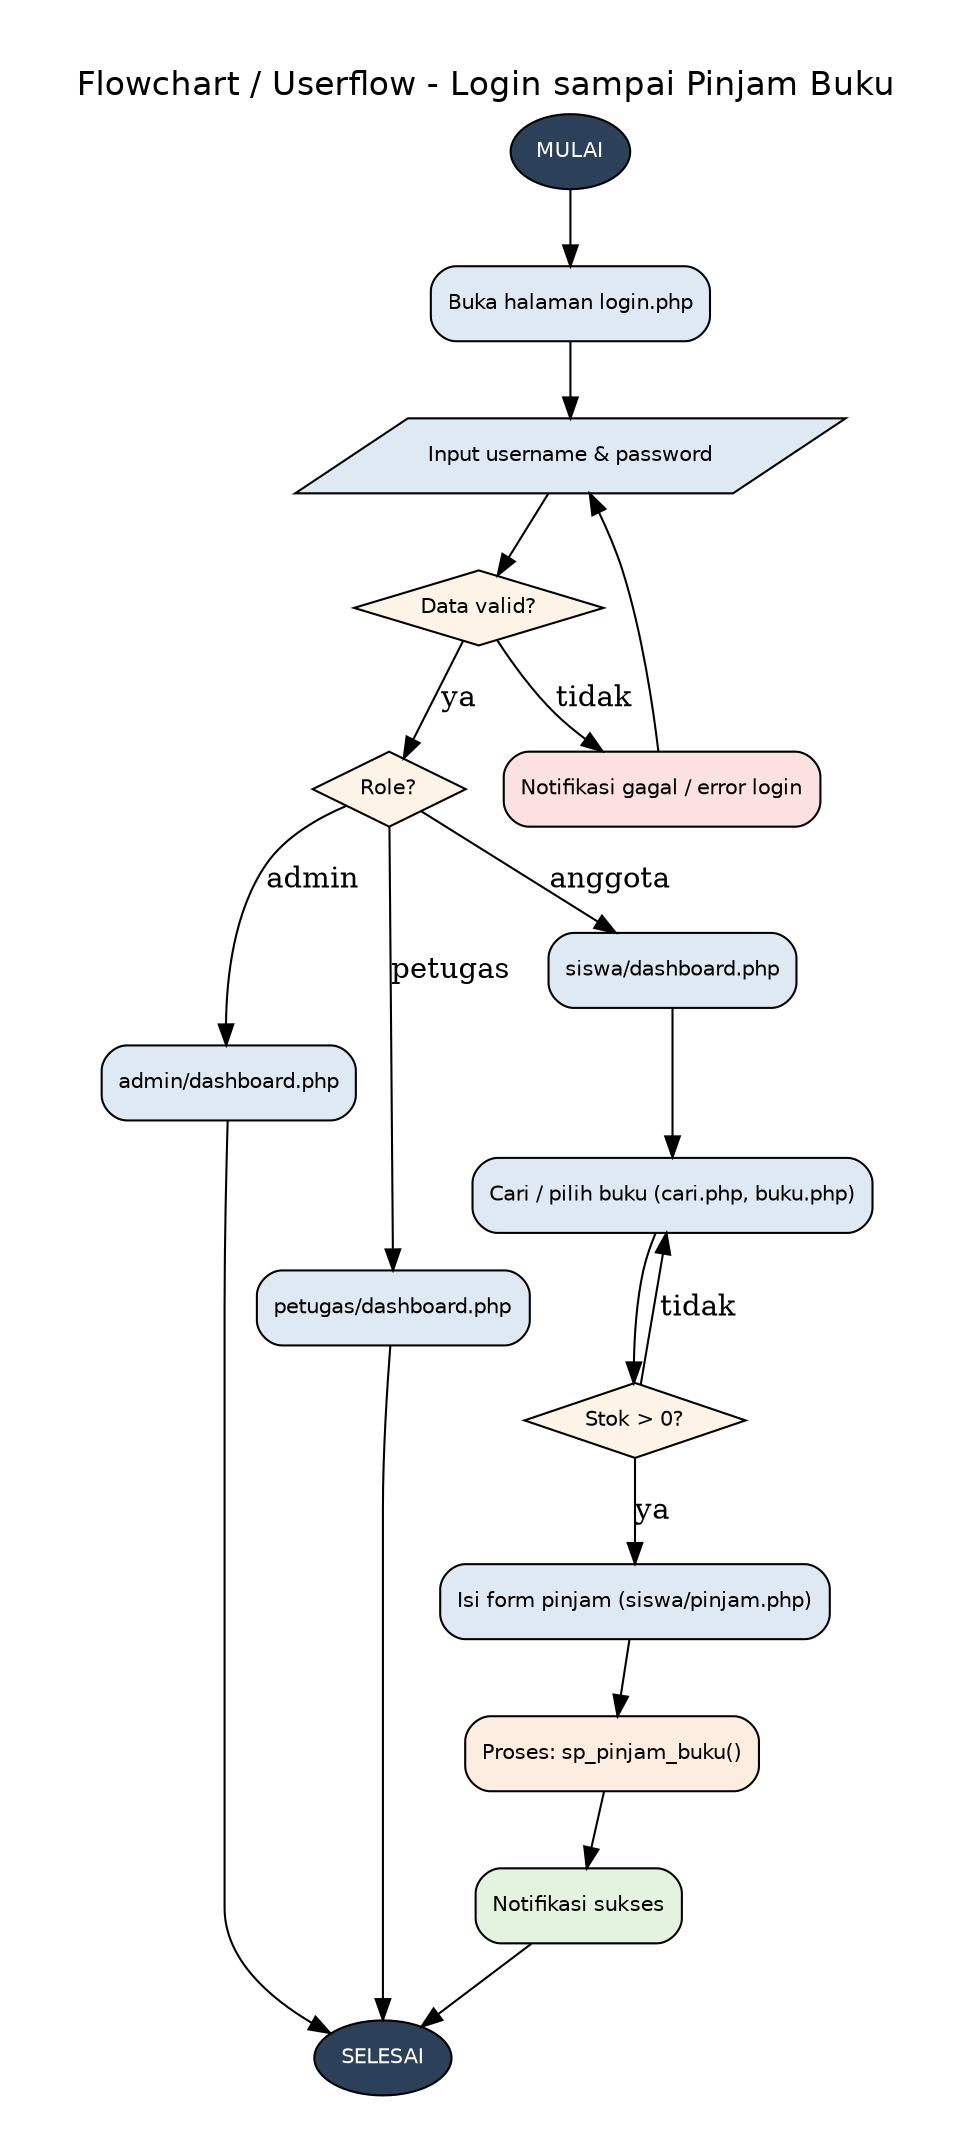 Flowchart / Userflow - Login sampai Pinjam Buku
MULAI
Buka halaman login.php
Input username & password
Data valid?
ya
tidak
Role?
Notifikasi gagal / error login
admin
anggota
petugas
siswa/dashboard.php
admin/dashboard.php
Cari / pilih buku (cari.php, buku.php)
petugas/dashboard.php
tidak
Stok > 0?
ya
Isi form pinjam (siswa/pinjam.php)
Proses: sp_pinjam_buku()
Notifikasi sukses
SELESAI